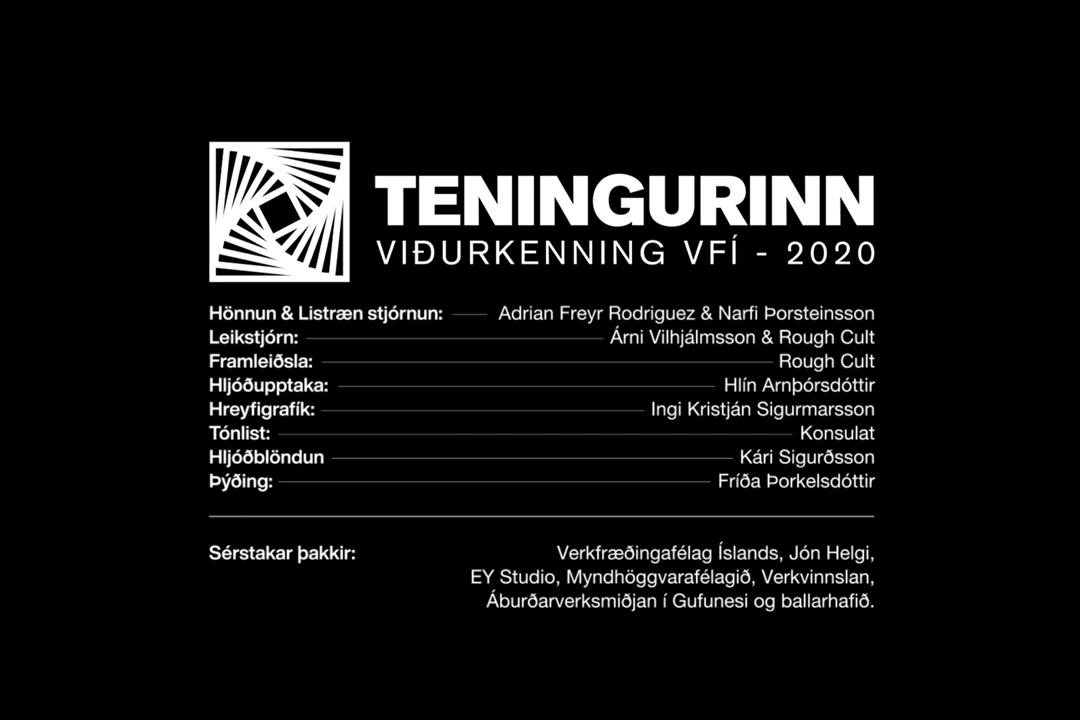 TENINGURINN
VIÐURKENNING VFÍ - 2020
Hönnun & Listræn stjórnun: Adrian Freyr Rodriguez & Narfi Þorsteinsson
Leikstjórn: Árni Vilhjálmsson & Rough Cult
Framleiðsla: Rough Cult
Hljóðupptaka: Hlín Arnþórsdóttir
Hreyfigrafík: Ingi Kristján Sigurmarsson
Tónlist: Konsulat
Hljóðblöndun Kári Sigurðsson
Þýðing: Fríða Þorkelsdóttir
Sérstakar þakkir: Verkfræðingafélag Íslands, Jón Helgi,
EY Studio, Myndhöggvarafélagið, Verkvinnslan,
Áburðarverksmiðjan í Gufunesi og ballarhafið.